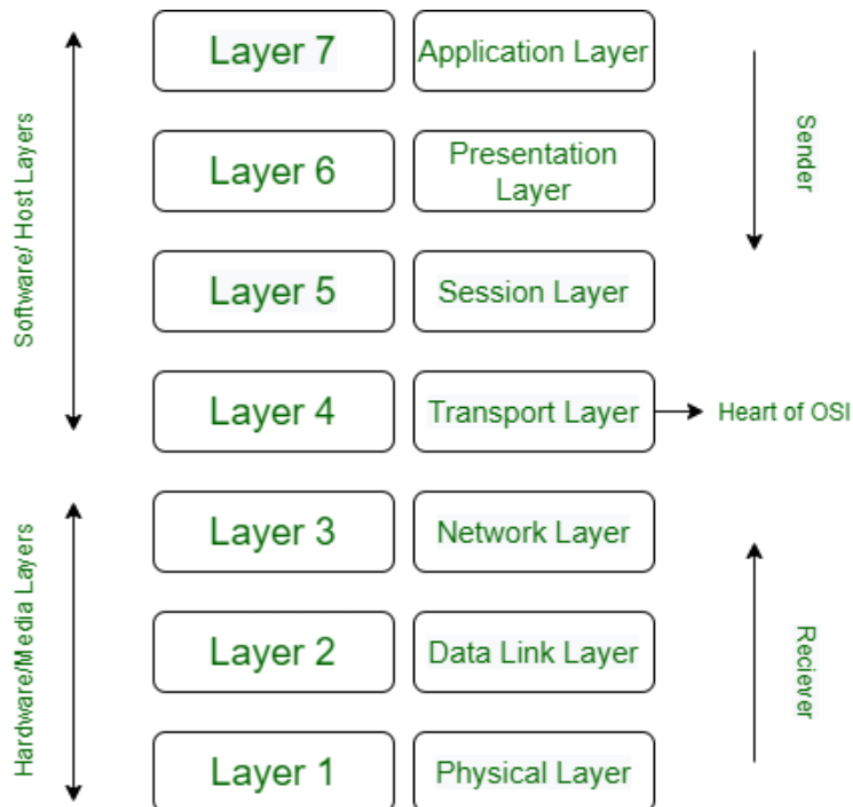 Layer 7
Application Layer
Layer 6
Presentation
Layer
Layer 5
Session Layer
Layer 4
Transport Layer
Heart of OSI
Layer 3
Network Layer
Layer 2
Data Link Layer
Layer 1
Physical Layer
Software/ Host Layers
Hardware/Media Layers
Sender
Reciever